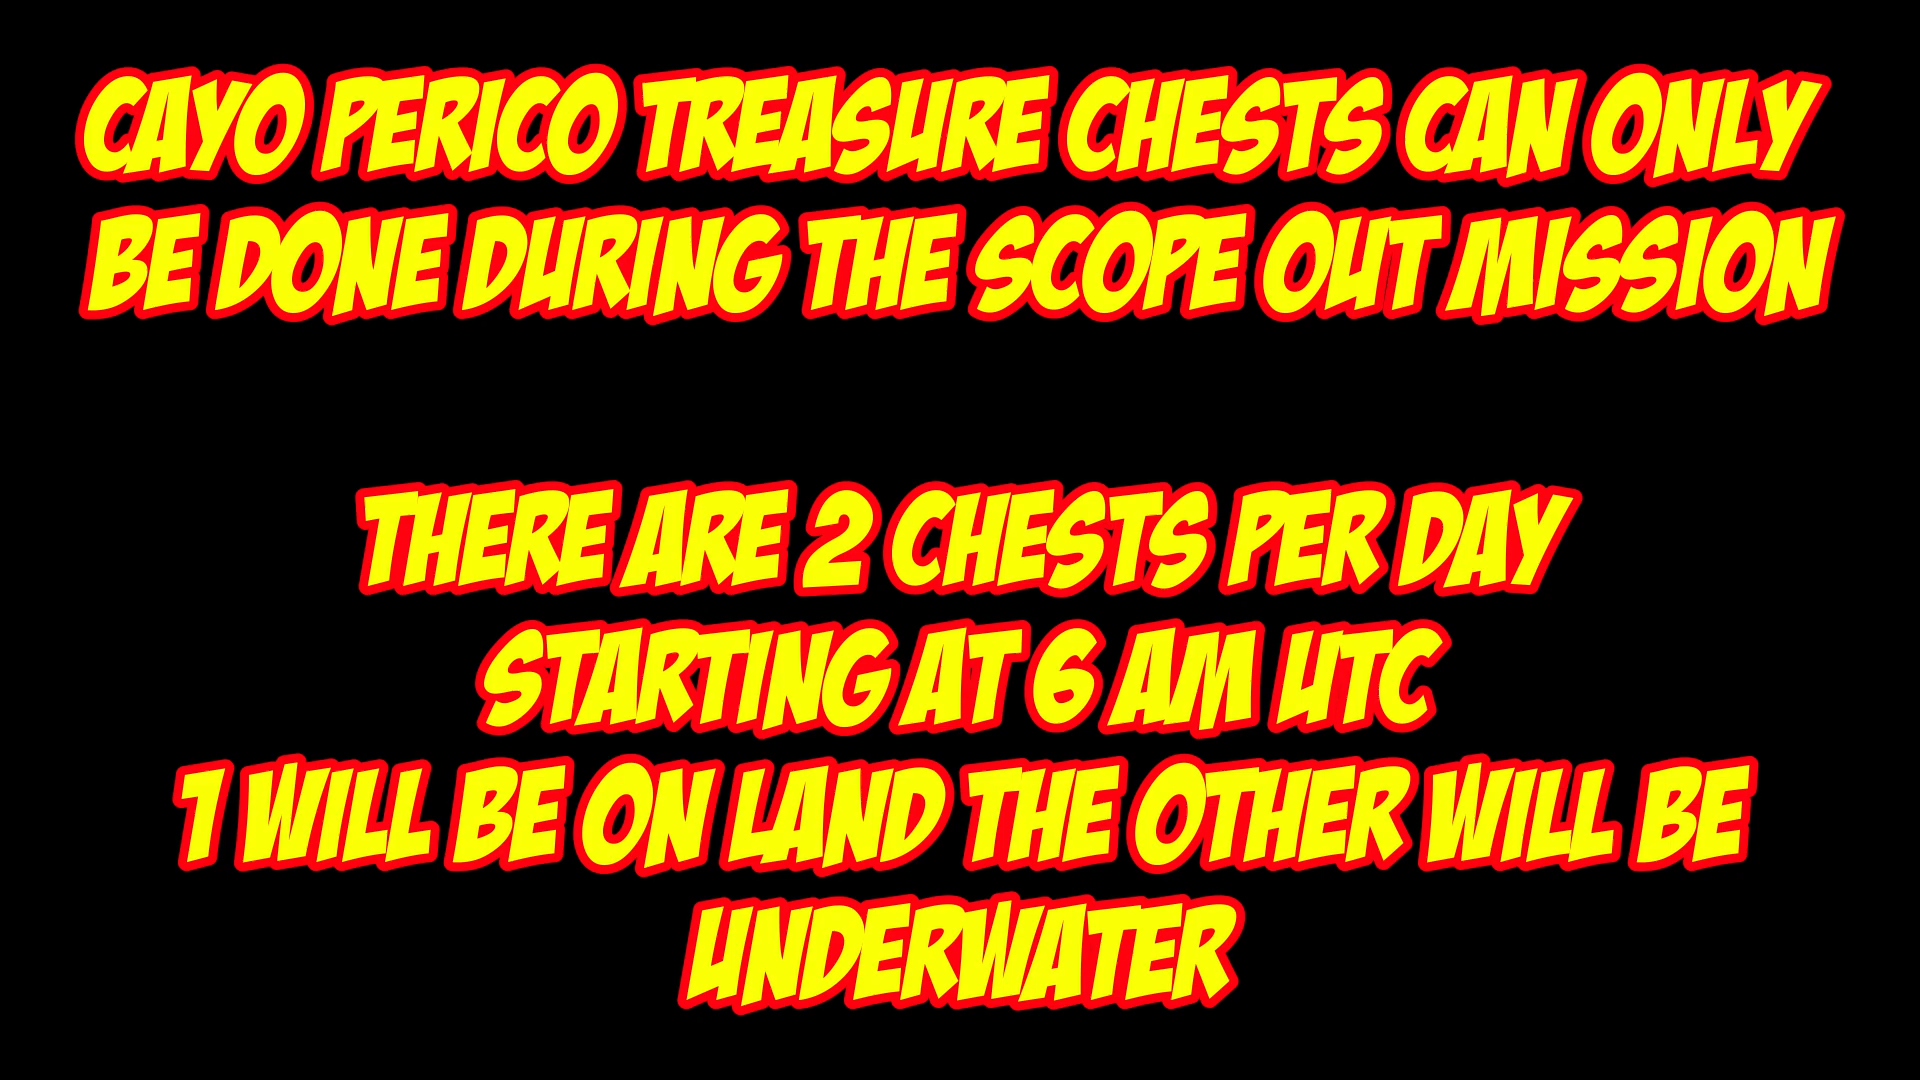 CAYO PERICO TREASURE CHESTS CAN ONLY
BE DONE DURING THE SCOPE OUT MISSION
THERE ARE 2 CHESTS PER DAY
STARTING AT 6 AM UTC
1 WILL BE ON LAND THE OTHER WILL BE
UNDERWATER